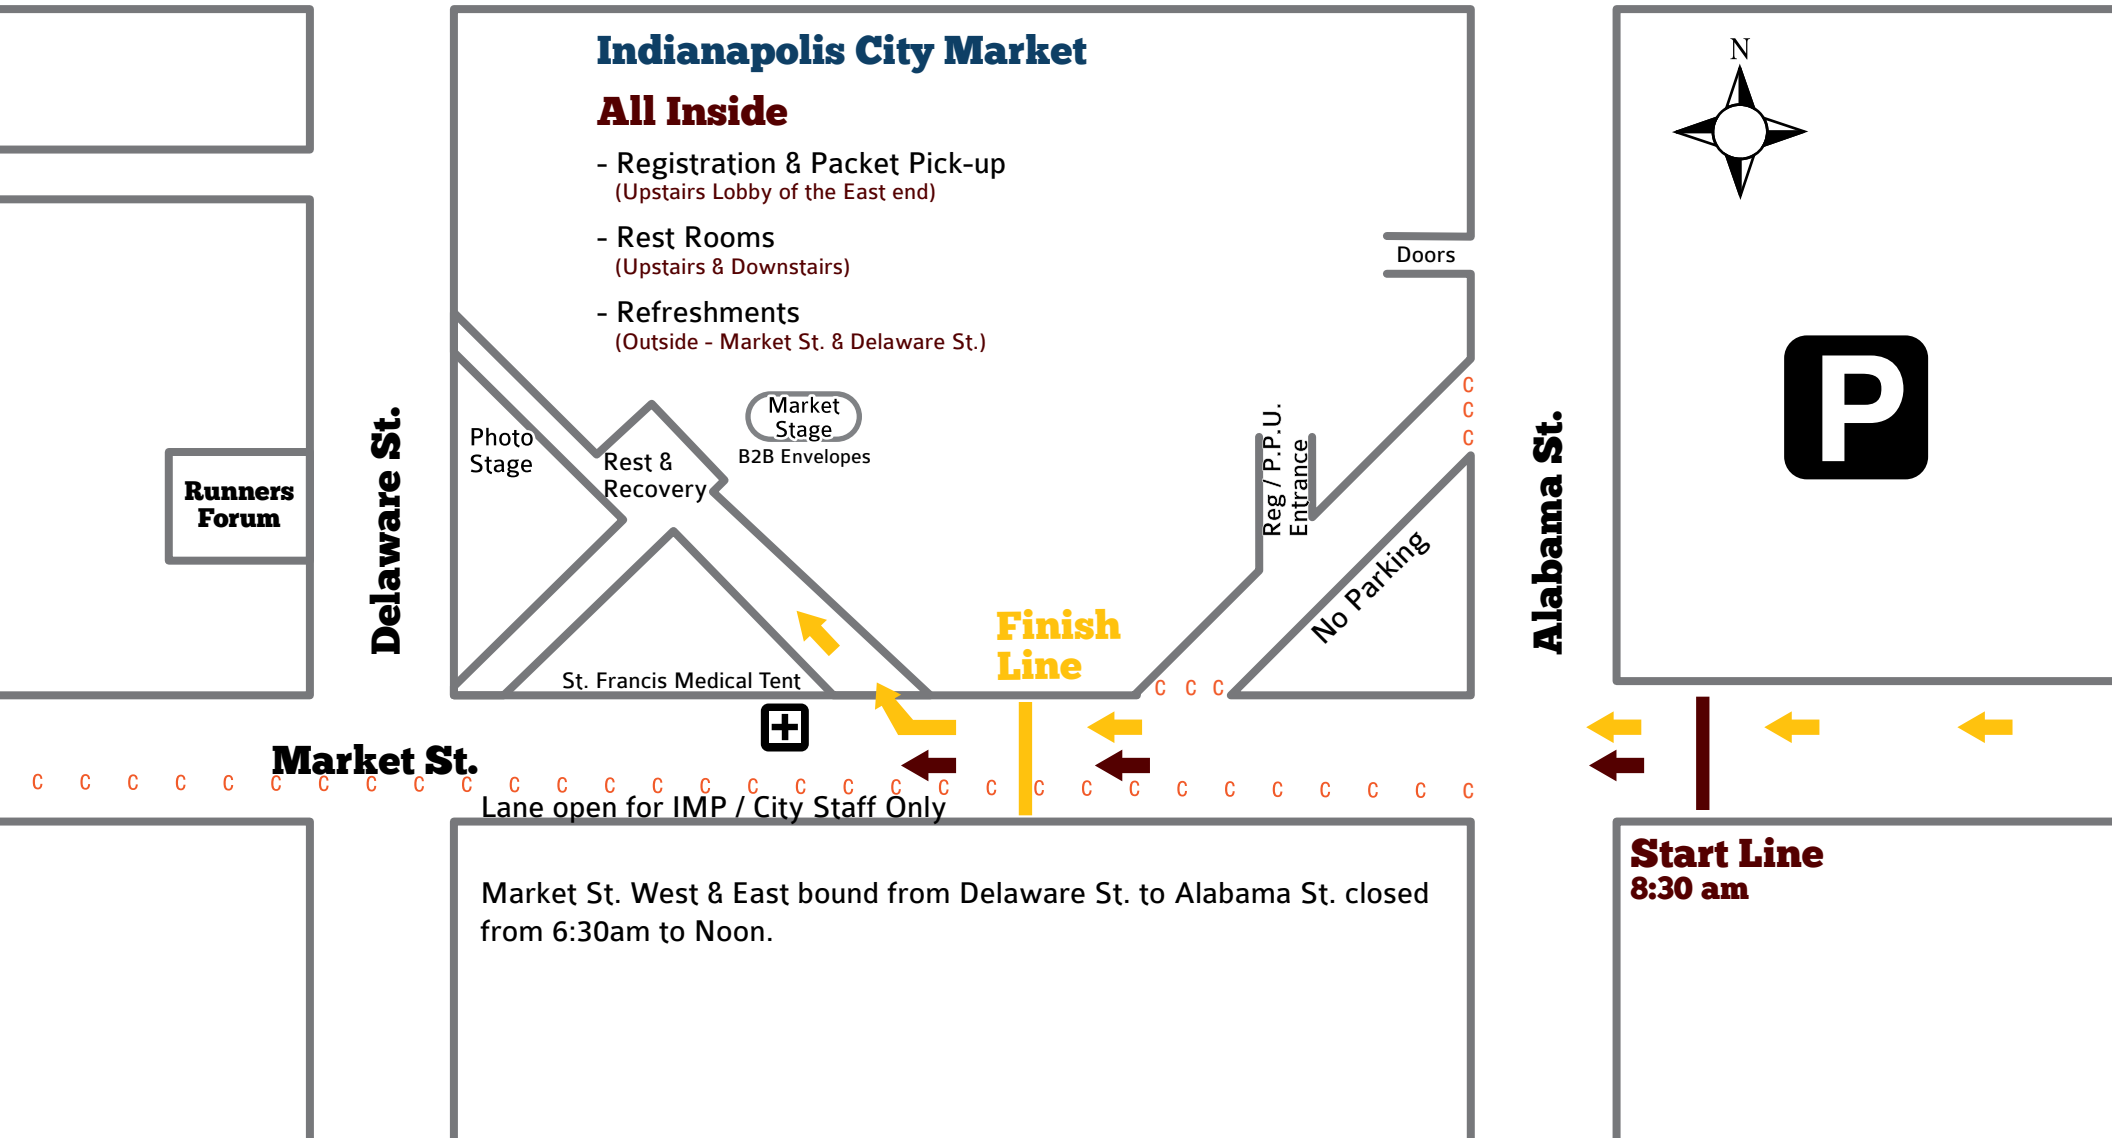 Indianapolis City Market
All Inside
- Registration & Packet Pick-up
(Upstairs Lobby of the East end)
- Rest Rooms
(Upstairs & Downstairs)
- Refreshments
(Outside - Market St. & Delaware St.)
N
Doors
P
Market
Stage
B2B Envelopes
Photo
Stage
Rest &
Recovery
Runners
Forum
Delaware St.
Reg / P.P.U.
Entrance
C
C
C
No Parking
Alabama St.
Finish
Line
St. Francis Medical Tent
C C C
Market St.
C C C C C C C C C C C C C C C C C C C C C C C C C C C C C C C
Lane open for IMP / City Staff Only
Start Line
8:30 am
Market St. West & East bound from Delaware St. to Alabama St. closed
from 6:30am to Noon.